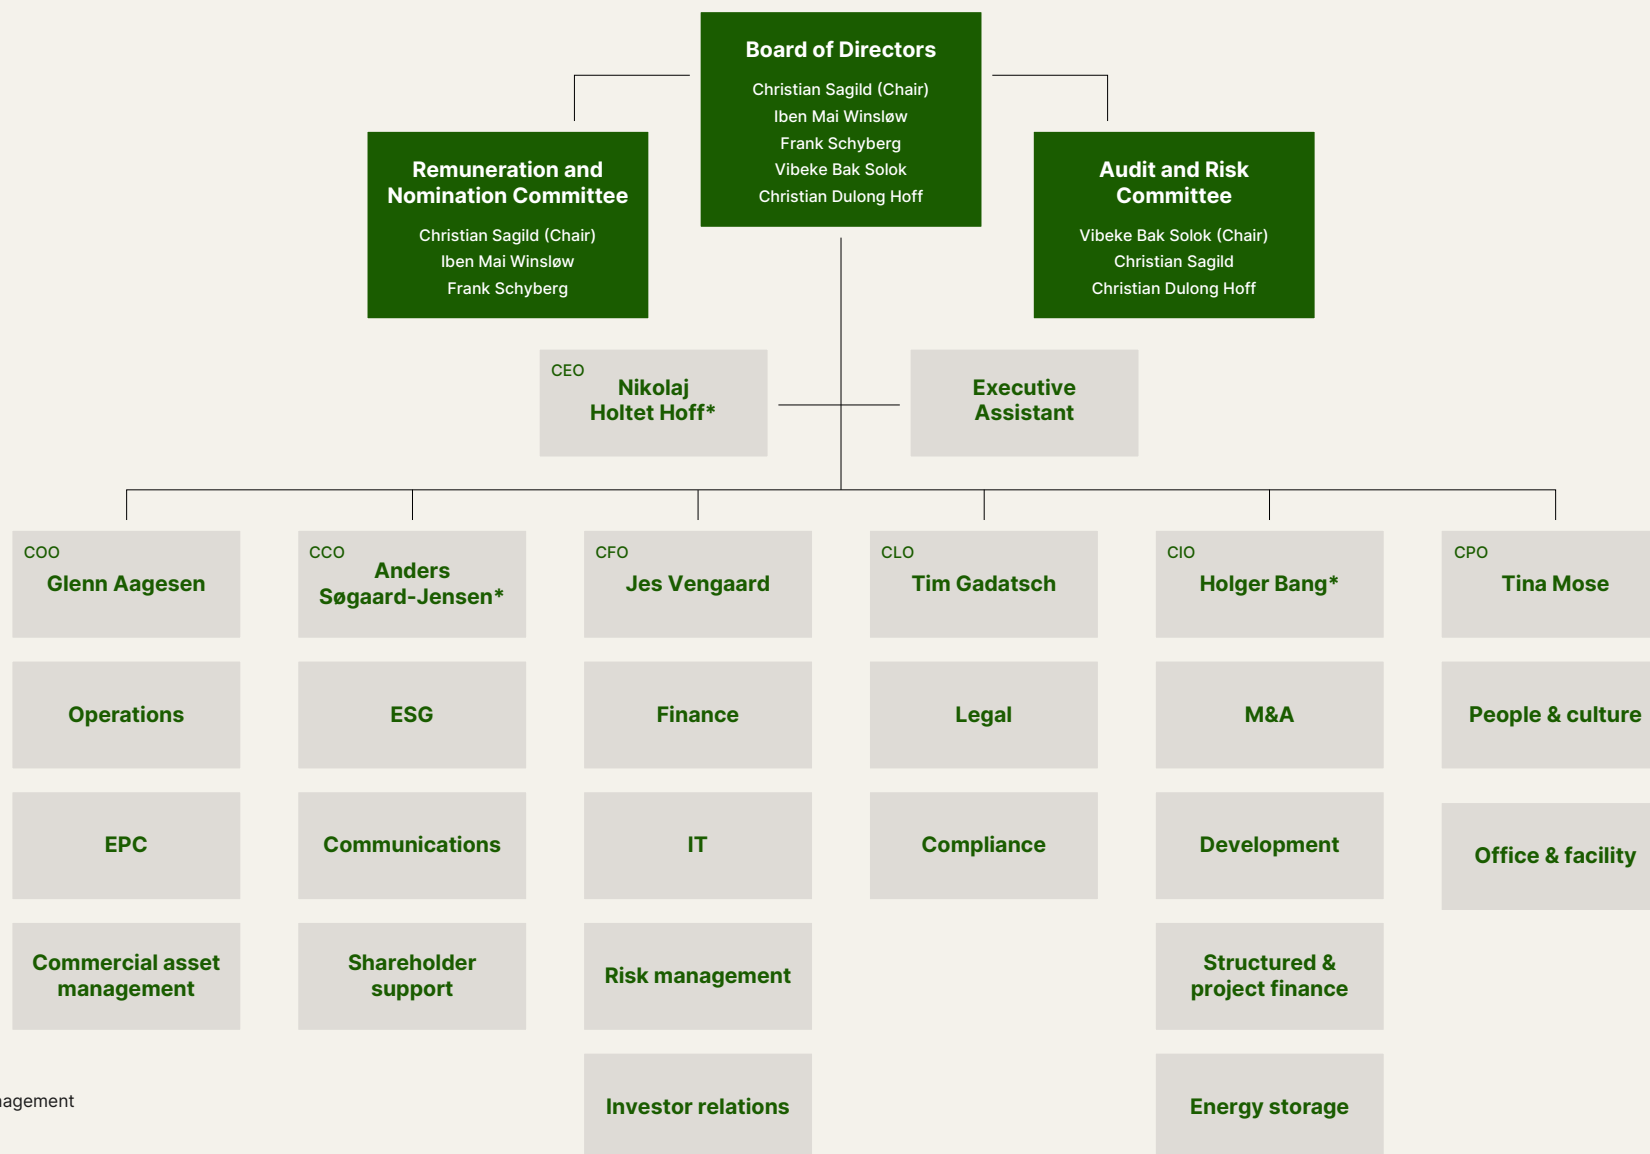 Board of Directors
Christian Sagild (Chair)
Iben Mai Winsløw
Frank Schyberg
Vibeke Bak Solok
Christian Dulong Hoff
Remuneration and
Nomination Committee
Christian Sagild (Chair)
Iben Mai Winsløw
Frank Schyberg
Audit and Risk
Committee
Vibeke Bak Solok (Chair)
Christian Sagild
Christian Dulong Hoff
CEO
Nikolaj
Holtet Hoff*
Executive
Assistant
COO
Glenn Aagesen
CCO
Anders
Søgaard-Jensen*
CFO
Jes Vengaard
CLO
Tim Gadatsch
CIO
Holger Bang*
CPO
Tina Mose
Operations
ESG
Finance
Legal
M&A
People & culture
EPC
Communications
IT
Compliance
Development
Office & facility
Commercial asset
management
Shareholder
support
Risk management
Structured &
project finance
Investor relations
Energy storage